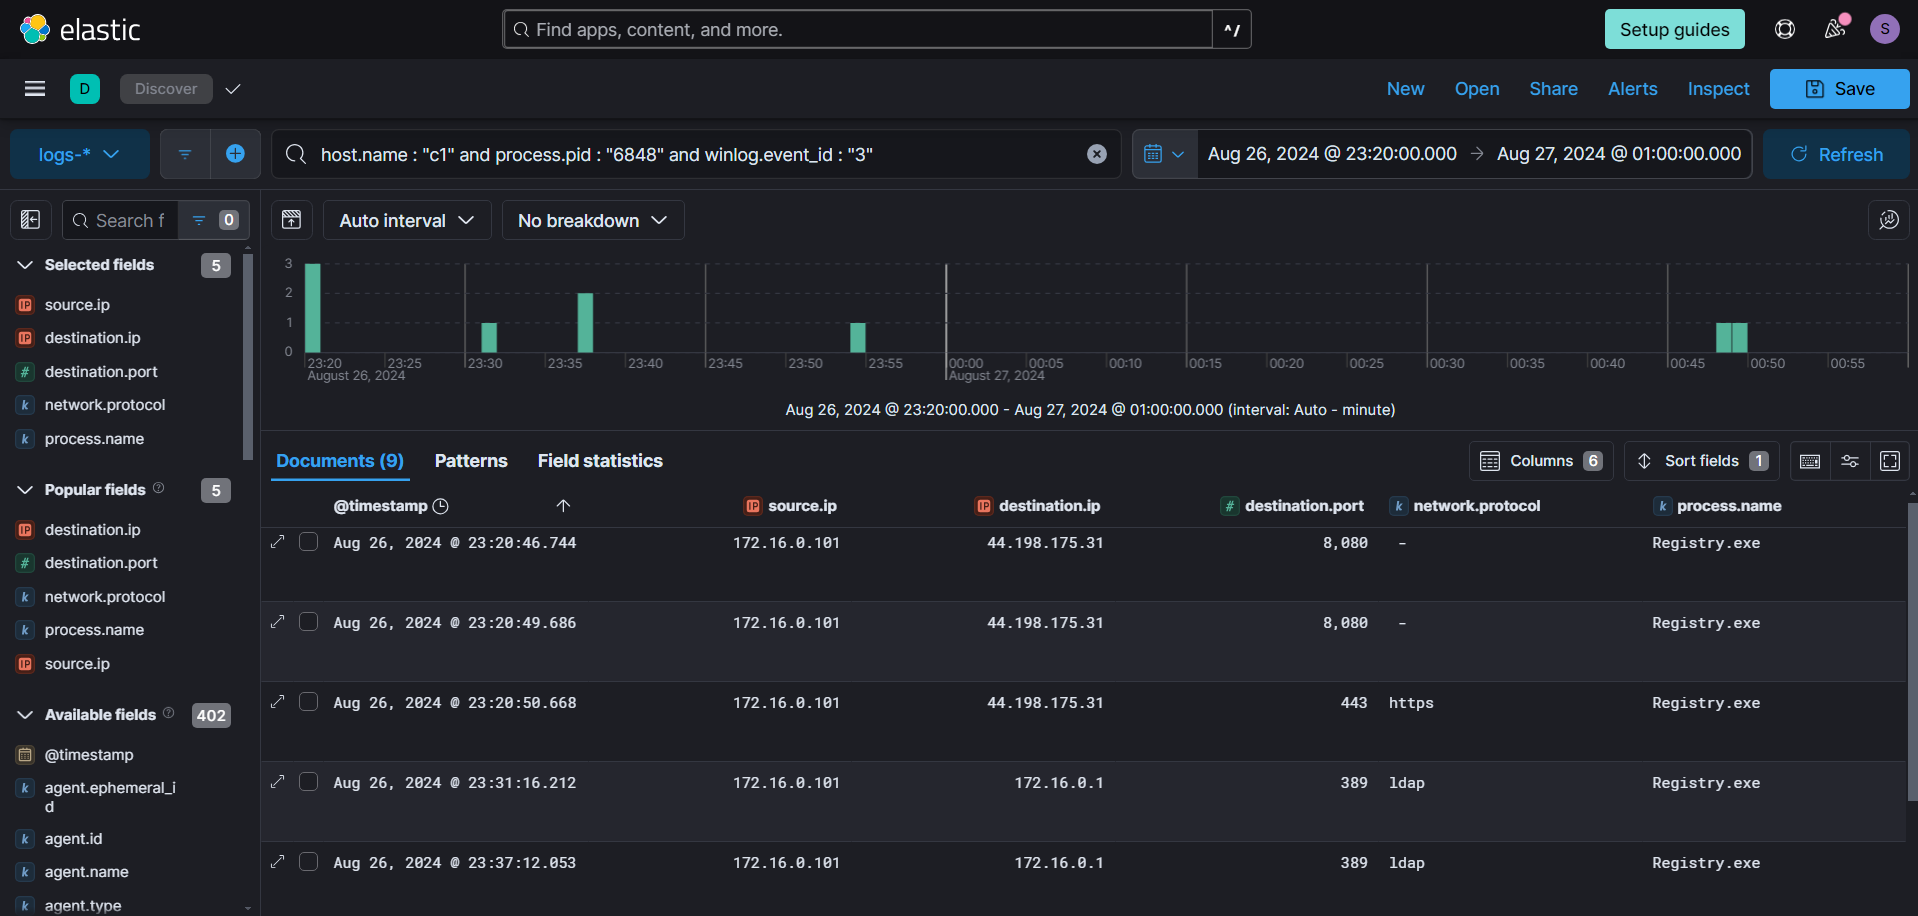 elastic
Find apps, content, and more.
^/
Setup guides
S
D
Discover
New
Open
Share
Alerts
Inspect
Save
logs-*
host.name : "c1" and process.pid : "6848" and winlog.event_id : "3"
Aug 26, 2024 @ 23:20:00.000 → Aug 27, 2024 @ 01:00:00.000
Refresh
Search f
0
Auto interval
No breakdown
Selected fields 5
source.ip
destination.ip
destination.port
network.protocol
process.name
Popular fields 5
destination.ip
destination.port
network.protocol
process.name
source.ip
Available fields 402
@timestamp
agent.ephemeral_i
d
agent.id
agent.name
agent.type
3
2
1
0
23:20 23:25 23:30 23:35 23:40 23:45 23:50 23:55 00:00 00:05 00:10 00:15 00:20 00:25 00:30 00:35 00:40 00:45 00:50 00:55
August 26, 2024 August 27, 2024
Aug 26, 2024 @ 23:20:00.000 - Aug 27, 2024 @ 01:00:00.000 (interval: Auto - minute)
Documents (9) Patterns Field statistics
Columns 6
Sort fields 1
@timestamp source.ip destination.ip destination.port network.protocol process.name
Aug 26, 2024 @ 23:20:46.744 172.16.0.101 44.198.175.31 8,080 - Registry.exe
Aug 26, 2024 @ 23:20:49.686 172.16.0.101 44.198.175.31 8,080 - Registry.exe
Aug 26, 2024 @ 23:20:50.668 172.16.0.101 44.198.175.31 443 https Registry.exe
Aug 26, 2024 @ 23:31:16.212 172.16.0.101 172.16.0.1 389 ldap Registry.exe
Aug 26, 2024 @ 23:37:12.053 172.16.0.101 172.16.0.1 389 ldap Registry.exe